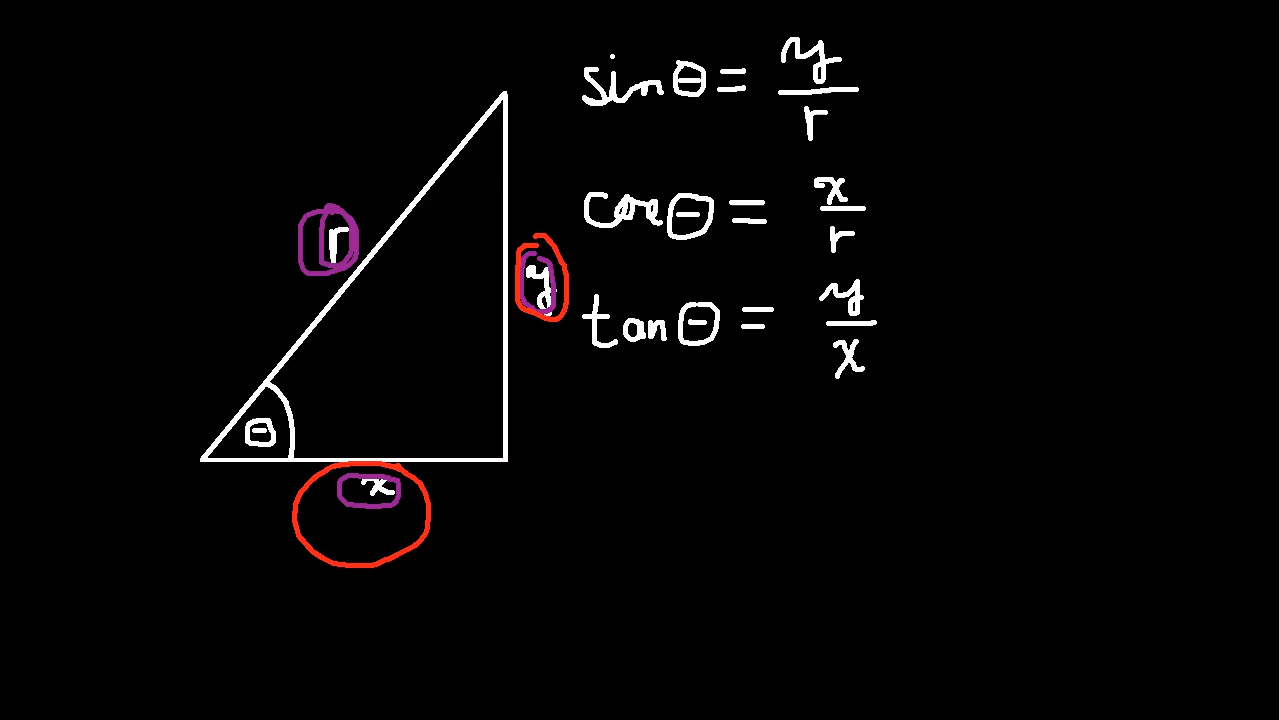 sinθ = y/r
cosθ = x/r
tanθ = y/x
r
y
θ
x